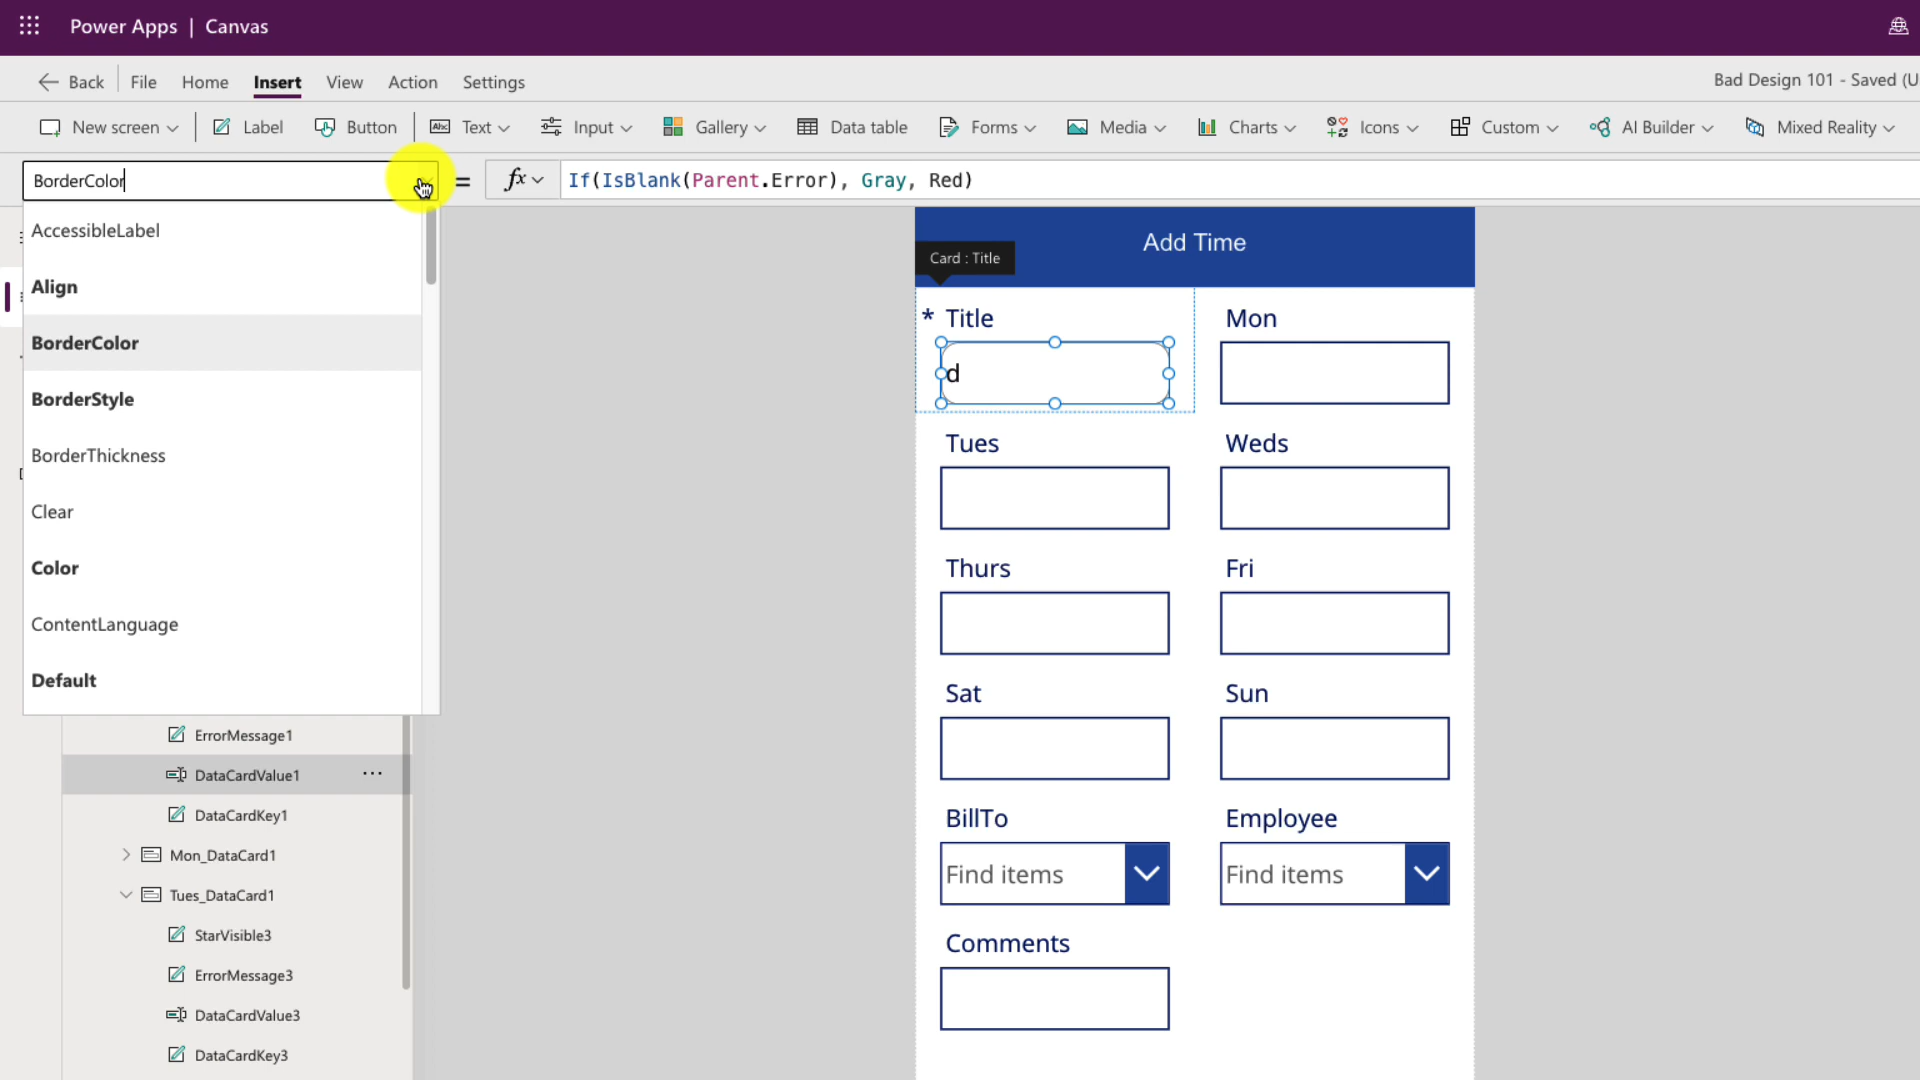 Power Apps | Canvas
Back File Home Insert View Action Settings
Bad Design 101 - Saved (U
New screen Label Button Text Input Gallery Data table Forms Media Charts Icons Custom AI Builder Mixed Reality
BorderColor = fx If(IsBlank(Parent.Error), Gray, Red)
AccessibleLabel
Align
BorderColor
BorderStyle
BorderThickness
Clear
Color
ContentLanguage
Default
ErrorMessage1
DataCardValue1 ...
DataCardKey1
Mon_DataCard1
Tues_DataCard1
StarVisible3
ErrorMessage3
DataCardValue3
DataCardKey3
Add Time
Card : Title
* Title Mon
d
Tues Weds
Thurs Fri
Sat Sun
BillTo Employee
Find items Find items
Comments